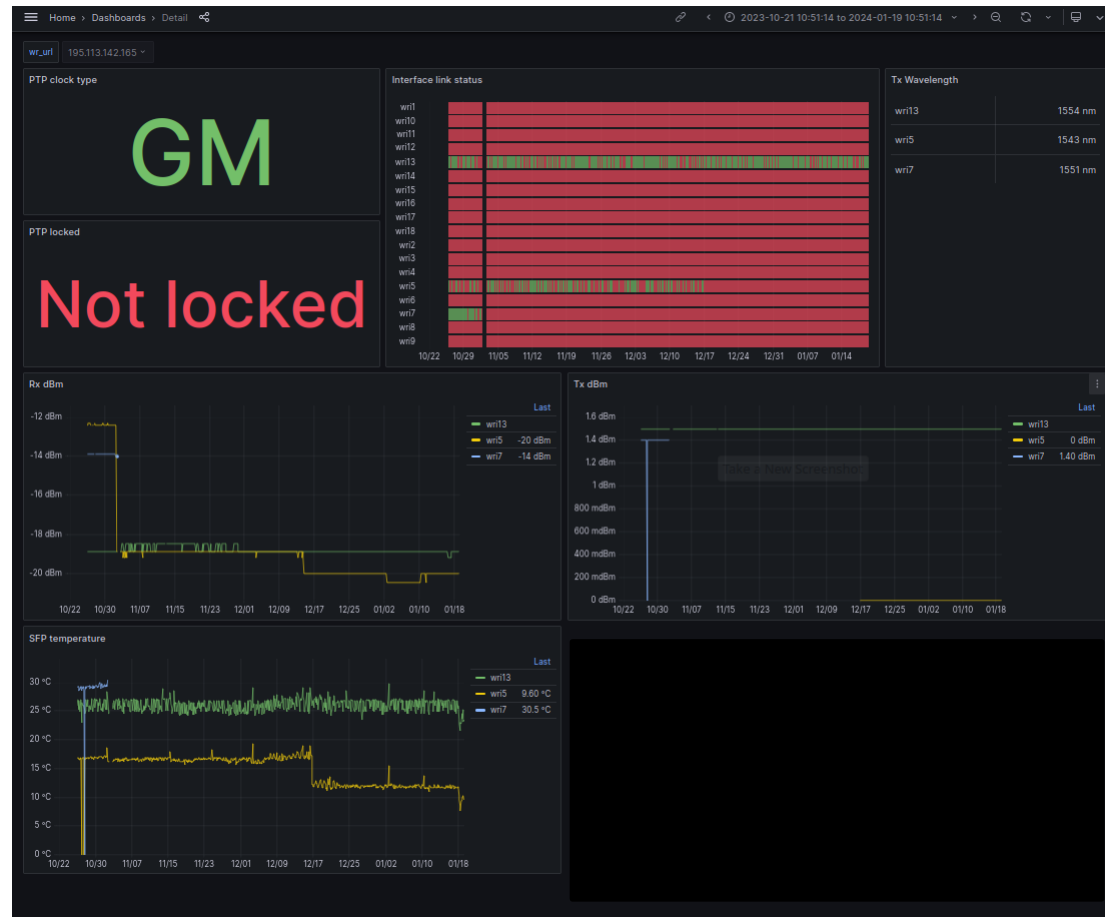 Home › Dashboards › Detail
2023-10-21 10:51:14 to 2024-01-19 10:51:14
wr_url 195.113.142.165
PTP clock type
GM
PTP locked
Not locked
Interface link status
wri1
wri10
wri11
wri12
wri13
wri14
wri15
wri16
wri17
wri18
wri2
wri3
wri4
wri5
wri6
wri7
wri8
wri9
10/22 10/29 11/05 11/12 11/19 11/26 12/03 12/10 12/17 12/24 12/31 01/07 01/14
Tx Wavelength
wri13 1554 nm
wri5 1543 nm
wri7 1551 nm
Rx dBm
-12 dBm
-14 dBm
-16 dBm
-18 dBm
-20 dBm
10/22 10/30 11/07 11/15 11/23 12/01 12/09 12/17 12/25 01/02 01/10 01/18
Last
wri13
wri5 -20 dBm
wri7 -14 dBm
Tx dBm
1.6 dBm
1.4 dBm
1.2 dBm
1 dBm
800 mdBm
600 mdBm
400 mdBm
200 mdBm
0 dBm
10/22 10/30 11/07 11/15 11/23 12/01 12/09 12/17 12/25 01/02 01/10 01/18
Take a New Screenshot
Last
wri13
wri5 0 dBm
wri7 1.40 dBm
SFP temperature
30 °C
25 °C
20 °C
15 °C
10 °C
5 °C
0 °C
10/22 10/30 11/07 11/15 11/23 12/01 12/09 12/17 12/25 01/02 01/10 01/18
Last
wri13
wri5 9.60 °C
wri7 30.5 °C